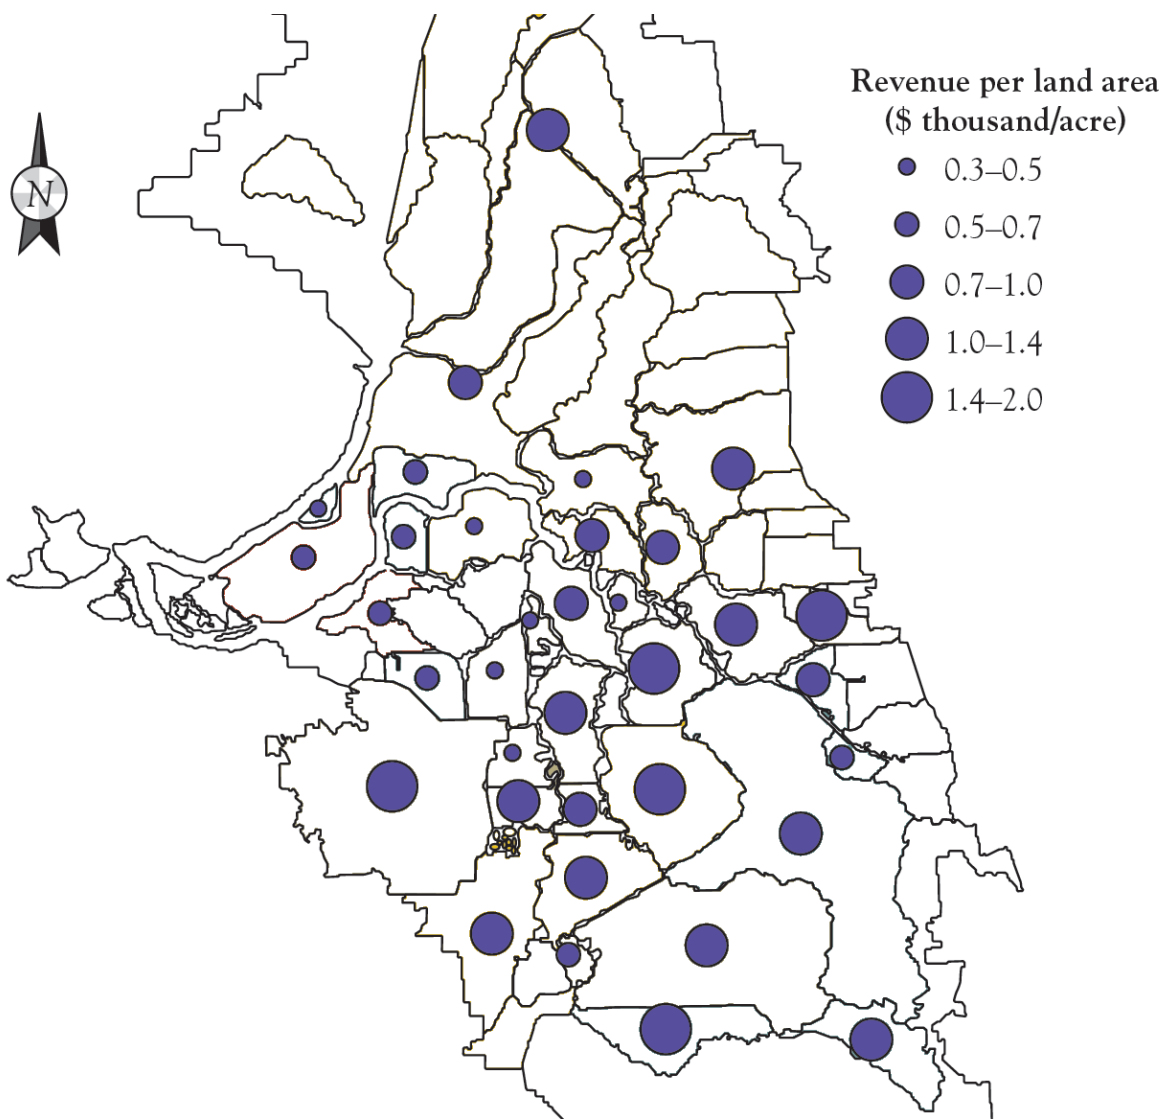 Revenue per land area
($ thousand/acre)
0.3–0.5
0.5–0.7
0.7–1.0
1.0–1.4
1.4–2.0
N